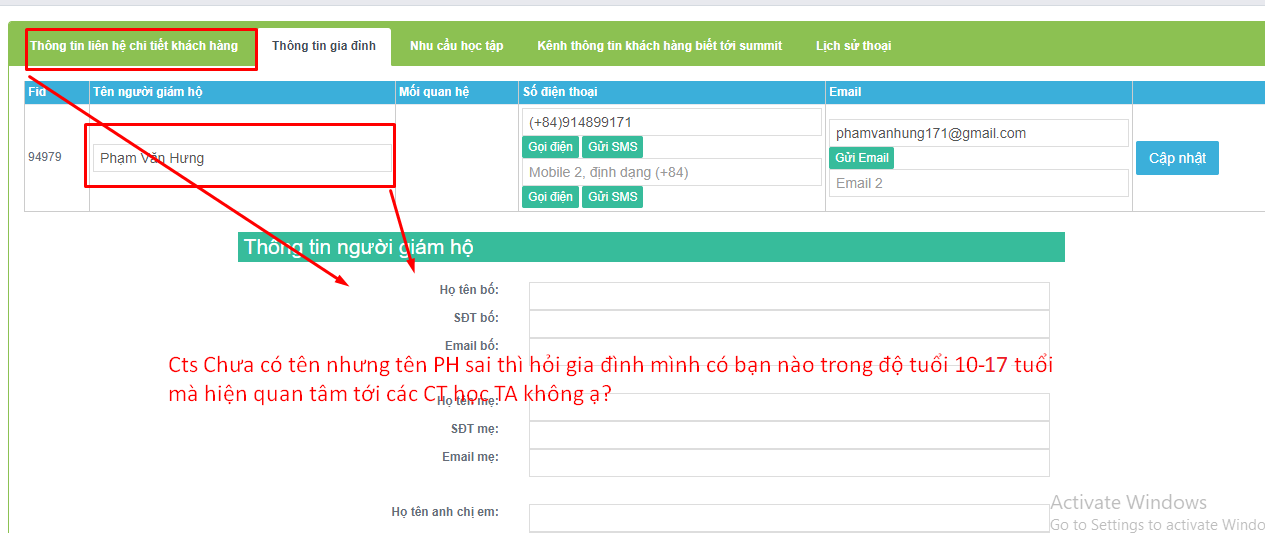 Thông tin liên hệ chi tiết khách hàng Thông tin gia đình Nhu cầu học tập Kênh thông tin khách hàng biết tới summit Lịch sử thoại
Fid Tên người giám hộ Mối quan hệ Số điện thoại Email
94979 Phạm Văn Hưng
(+84)914899171
Gọi điện Gửi SMS
Mobile 2, định dạng (+84)
Gọi điện Gửi SMS
phamvanhung171@gmail.com
Gửi Email
Email 2
Cập nhật
Thông tin người giám hộ
Họ tên bố:
SĐT bố:
Email bố:
Cts Chưa có tên nhưng tên PH sai thì hỏi gia đình mình có bạn nào trong độ tuổi 10-17 tuổi
mà hiện quan tâm tới các CT học TA không ạ?
Họ tên mẹ:
SĐT mẹ:
Email mẹ:
Họ tên anh chị em:
Activate Windows
Go to Settings to activate Windo